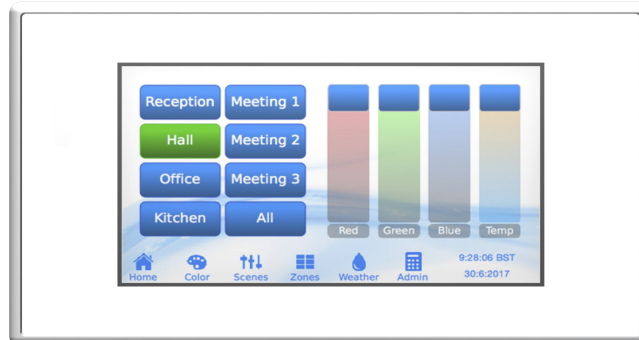 Reception Meeting 1
Hall Meeting 2
Office Meeting 3
Kitchen All
Red Green Blue Temp
Home Color Scenes Zones Weather Admin
9:28:06 BST
30:6:2017